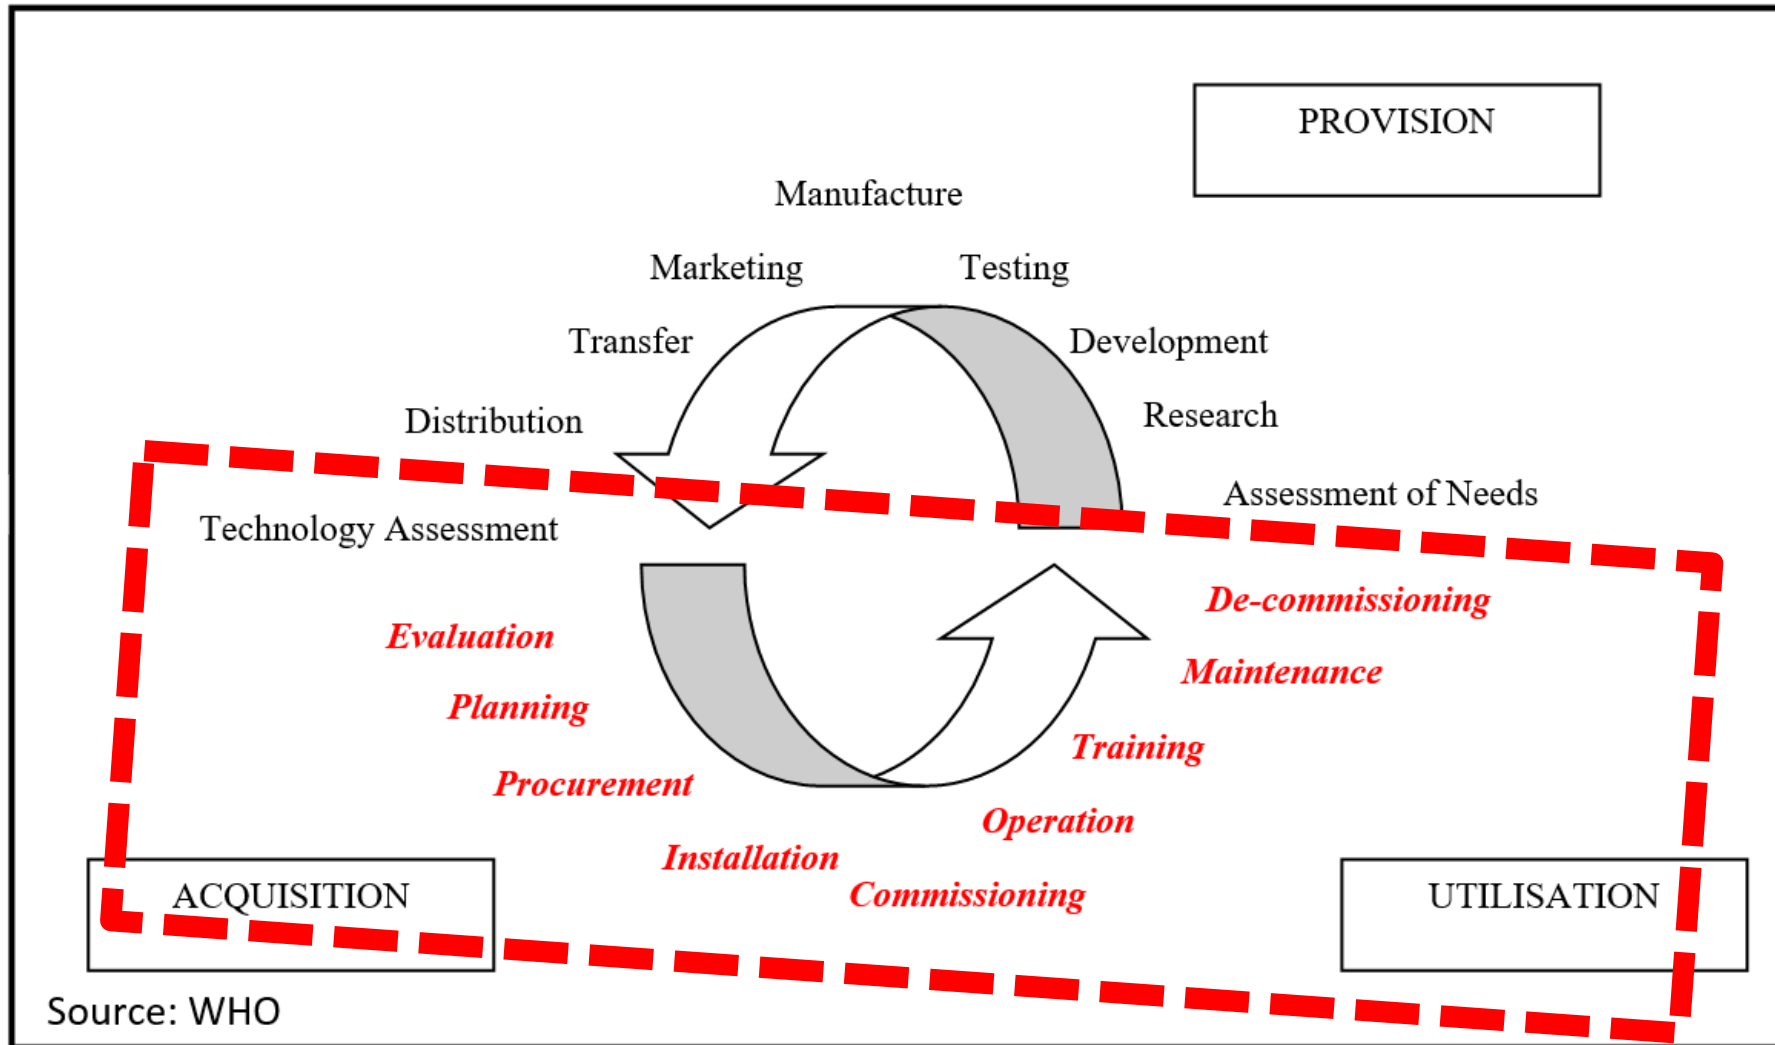 PROVISION
Manufacture
Marketing
Testing
Transfer
Development
Distribution
Research
Assessment of Needs
Technology Assessment
De-commissioning
Evaluation
Maintenance
Planning
Training
Procurement
Operation
Installation
Commissioning
ACQUISITION
UTILISATION
Source: WHO